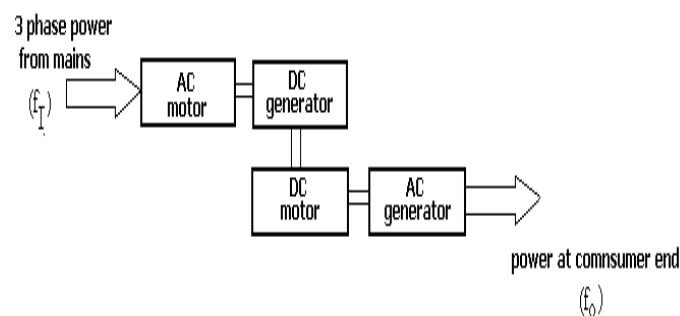 3 phase power
from mains
(f_I)
AC
motor
DC
generator
DC
motor
AC
generator
power at comnsumer end
(f_o)